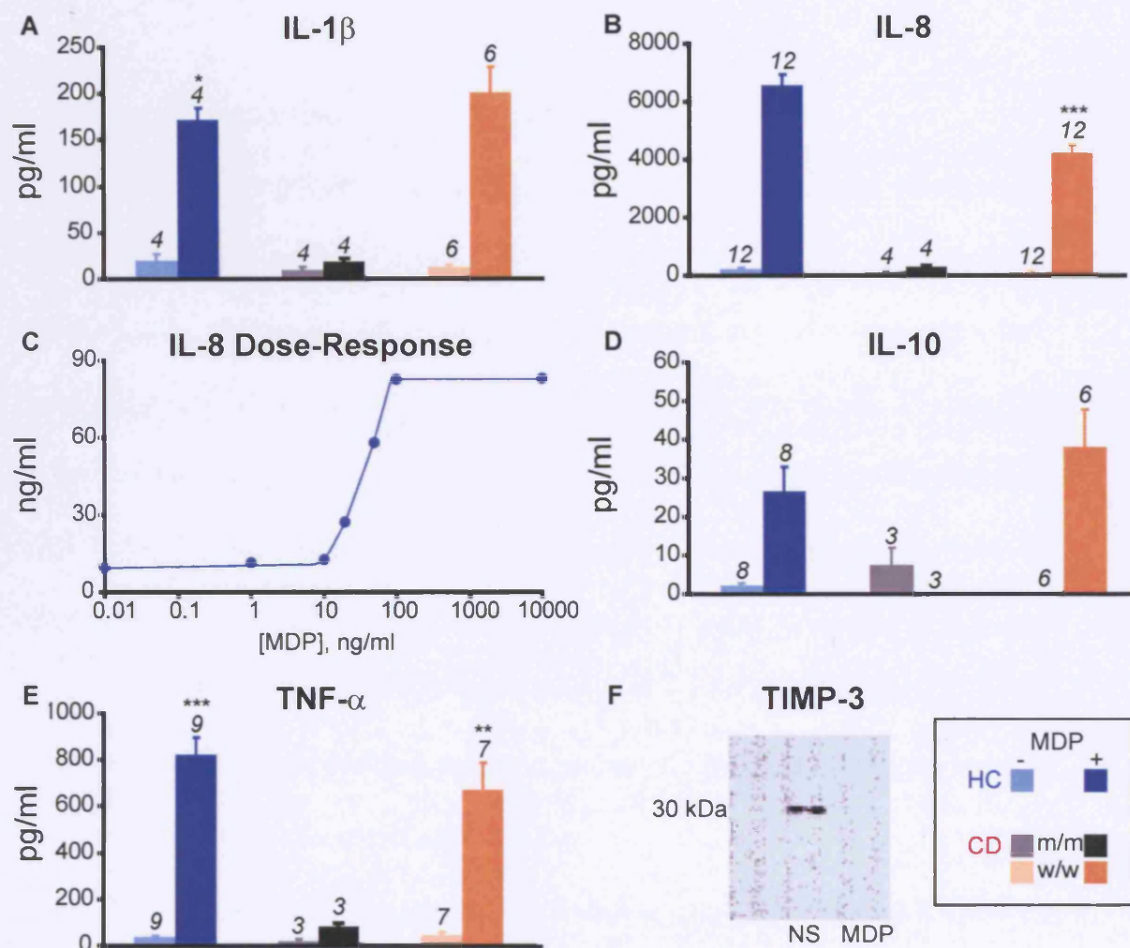 A
IL-1β
250
200
150
100
50
0
pg/ml
4
*
4
4
4
6
6
B
IL-8
8000
6000
4000
2000
0
pg/ml
12
12
4
4
12
***
12
C
IL-8 Dose-Response
90
60
30
0
ng/ml
0.01 0.1 1 10 100 1000 10000
[MDP], ng/ml
D
IL-10
60
50
40
30
20
10
0
pg/ml
8
8
3
3
6
6
E
TNF-α
1000
800
600
400
200
0
pg/ml
9
***
9
3
3
7
**
7
F
TIMP-3
30 kDa
NS MDP
MDP
- +
HC
CD m/m
w/w